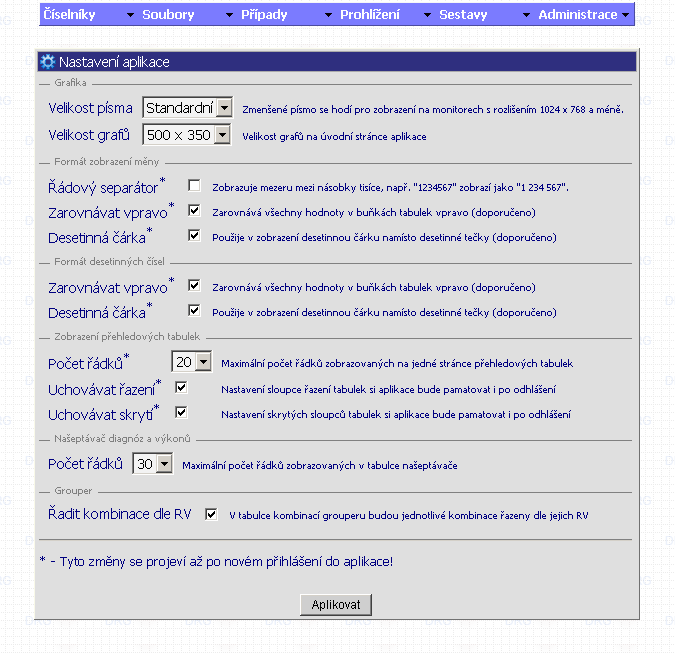 Číselníky Soubory Případy Prohlížení Sestavy Administrace
Nastavení aplikace
Grafika
Velikost písma Standardní Zmenšené písmo se hodí pro zobrazení na monitorech s rozlišením 1024 x 768 a méně.
Velikost grafů 500 x 350 Velikost grafů na úvodní stránce aplikace
Formát zobrazení měny
Řádový separátor* Zobrazuje mezeru mezi násobky tisíce, např. "1234567" zobrazí jako "1 234 567".
Zarovnávat vpravo* Zarovnává všechny hodnoty v buňkách tabulek vpravo (doporučeno)
Desetinná čárka* Použije v zobrazení desetinnou čárku namísto desetinné tečky (doporučeno)
Formát desetinných čísel
Zarovnávat vpravo* Zarovnává všechny hodnoty v buňkách tabulek vpravo (doporučeno)
Desetinná čárka* Použije v zobrazení desetinnou čárku namísto desetinné tečky (doporučeno)
Zobrazení přehledových tabulek
Počet řádků* 20 Maximální počet řádků zobrazovaných na jedné stránce přehledových tabulek
Uchovávat řazení* Nastavení sloupce řazení tabulek si aplikace bude pamatovat i po odhlášení
Uchovávat skrytí* Nastavení skrytých sloupců tabulek si aplikace bude pamatovat i po odhlášení
Našeptávač diagnóz a výkonů
Počet řádků 30 Maximální počet řádků zobrazovaných v tabulce našeptávače
Grouper
Řadit kombinace dle RV V tabulce kombinací grouperu budou jednotlivé kombinace řazeny dle jejich RV
* - Tyto změny se projeví až po novém přihlášení do aplikace!
Aplikovat